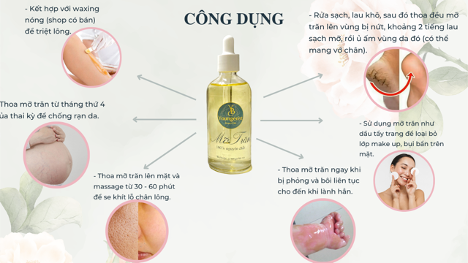 CÔNG DỤNG
- Kết hợp với waxing
nóng (shop có bán)
để triệt lông.
- Rửa sạch, lau khô, sau đó thoa đều mỡ
trăn lên vùng bị nứt, khoảng 2 tiếng lau
sạch mỡ, rồi ủ ấm vùng da đó (có thể
mang vớ chân).
Thoa mỡ trăn từ tháng thứ 4
của thai kỳ để chống rạn da.
- Sử dụng mỡ trăn như
dầu tẩy trang để loại bỏ
lớp make up, bụi bẩn trên
mặt.
- Thoa mỡ trăn lên mặt và
massage từ 30 - 60 phút
để se khít lỗ chân lông.
- Thoa mỡ trăn ngay khi
bị phỏng và bôi liên tục
cho đến khi lành hẳn.
Mỡ Trăn